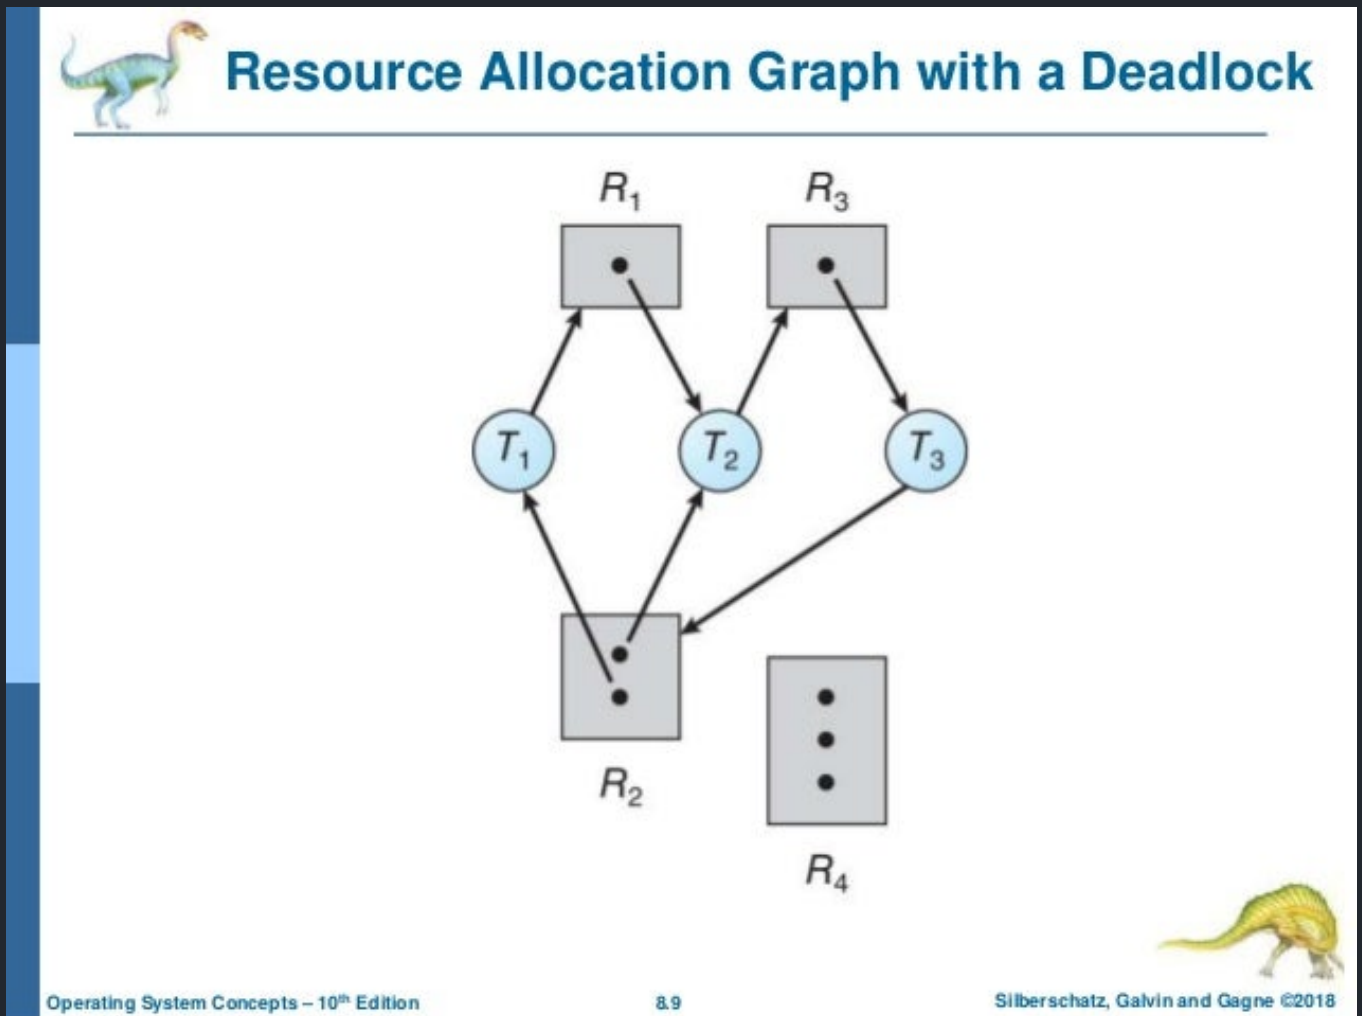 Resource Allocation Graph with a Deadlock
R₁
R₃
T₁
T₂
T₃
R₂
R₄
Operating System Concepts – 10th Edition
8.9
Silberschatz, Galvin and Gagne ©2018